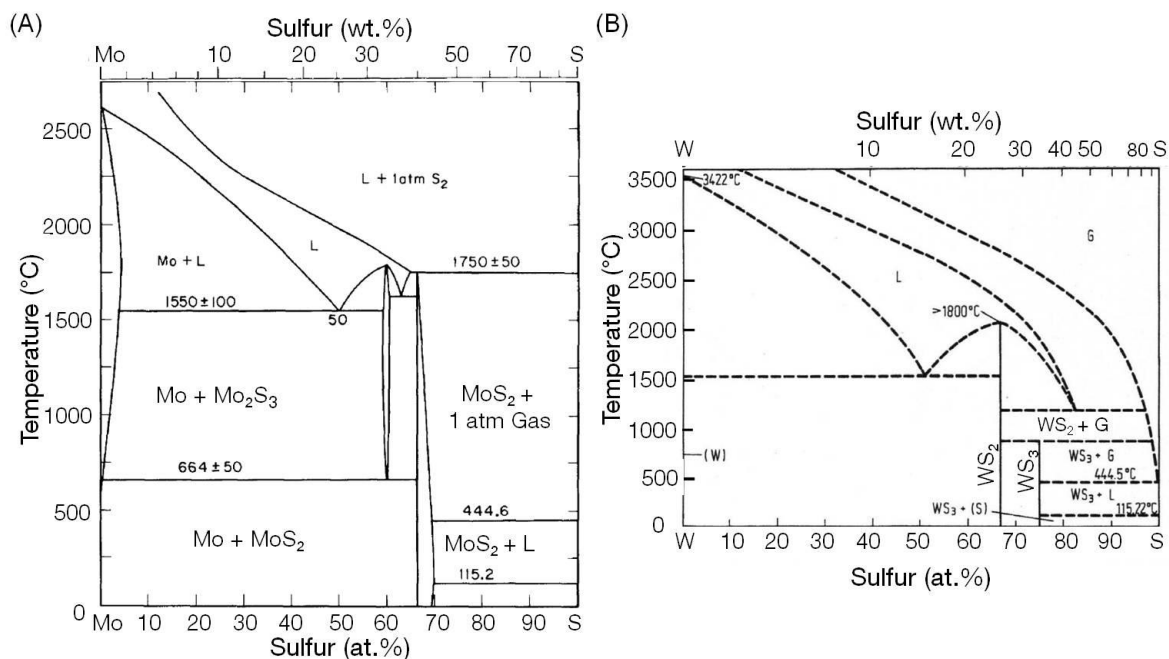 (A)
Sulfur (wt.%)
Mo 10 20 30 40 50 70 S
2500
2000
1500
1000
500
0
Temperature (°C)
L + 1 atm S₂
L
Mo + L
1750 ± 50
1550 ± 100
50
Mo + Mo₂S₃
MoS₂ +
1 atm Gas
664 ± 50
444.6
Mo + MoS₂
MoS₂ + L
115.2
Mo 10 20 30 40 50 60 70 80 90 S
Sulfur (at.%)
(B)
Sulfur (wt.%)
W 10 20 30 40 50 80 S
3500
3000
2500
2000
1500
1000
500
0
Temperature (°C)
3422°C
G
L
>1800°C
WS₂ + G
WS₂
WS₃
(W)
WS₃ + G
444.5°C
WS₃ + L
WS₃ + (S)
115.22°C
W 10 20 30 40 50 60 70 80 90 S
Sulfur (at.%)